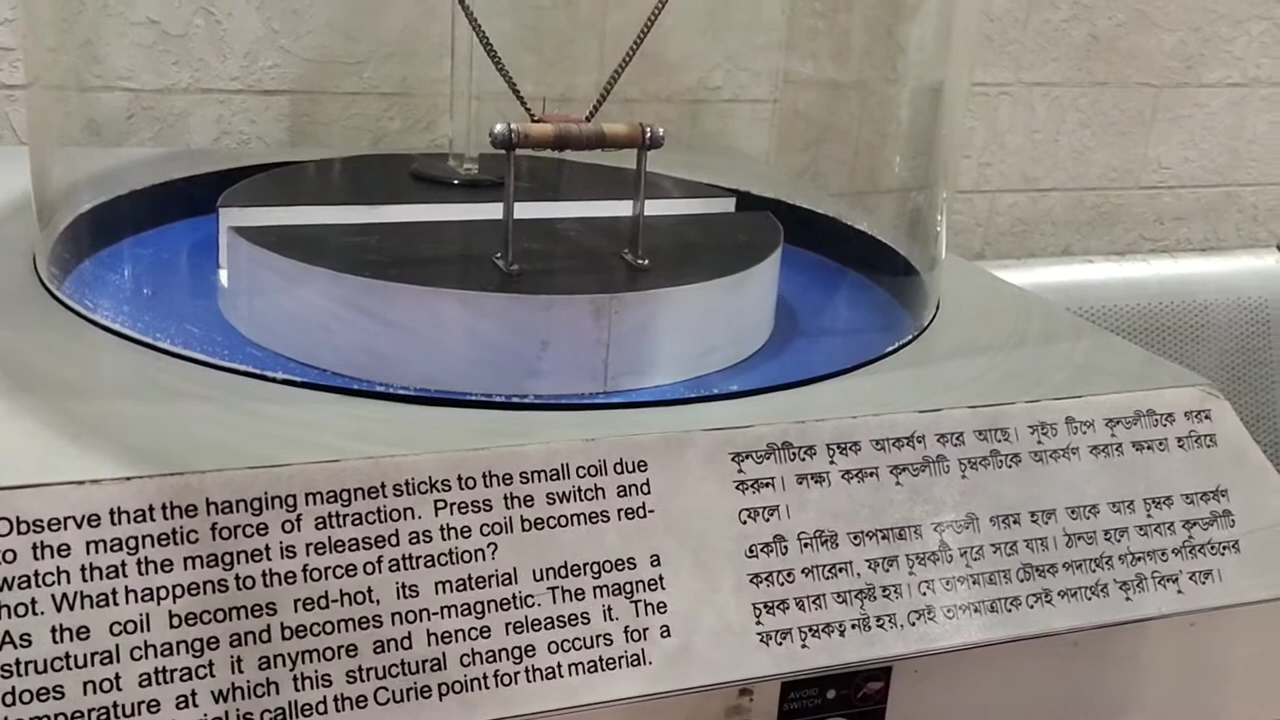 Observe that the hanging magnet sticks to the small coil due
to the magnetic force of attraction. Press the switch and
watch that the magnet is released as the coil becomes red-
hot. What happens to the force of attraction?
As the coil becomes red-hot, its material undergoes a
structural change and becomes non-magnetic. The magnet
does not attract it anymore and hence releases it. The
temperature at which this structural change occurs for a
is called the Curie point for that material.
কুন্ডলীটিকে চুম্বক আকর্ষণ করে আছে। সুইচ টিপে কুন্ডলীটিকে গরম
করুন। লক্ষ্য করুন কুন্ডলীটি চুম্বকটিকে আকর্ষণ করার ক্ষমতা হারিয়ে
ফেলে।
একটি নির্দিষ্ট তাপমাত্রায় কুন্ডলী গরম হলে তাকে আর চুম্বক আকর্ষণ
করতে পারেনা, ফলে চুম্বকটি দূরে সরে যায়। ঠান্ডা হলে আবার কুন্ডলীটি
চুম্বক দ্বারা আকৃষ্ট হয়। যে তাপমাত্রায় চৌম্বক পদার্থের গঠনগত পরিবর্তনের
ফলে চুম্বকত্ব নষ্ট হয়, সেই তাপমাত্রাকে সেই পদার্থের 'ক্যুরী বিন্দু' বলে।
AVOID
SWITCH